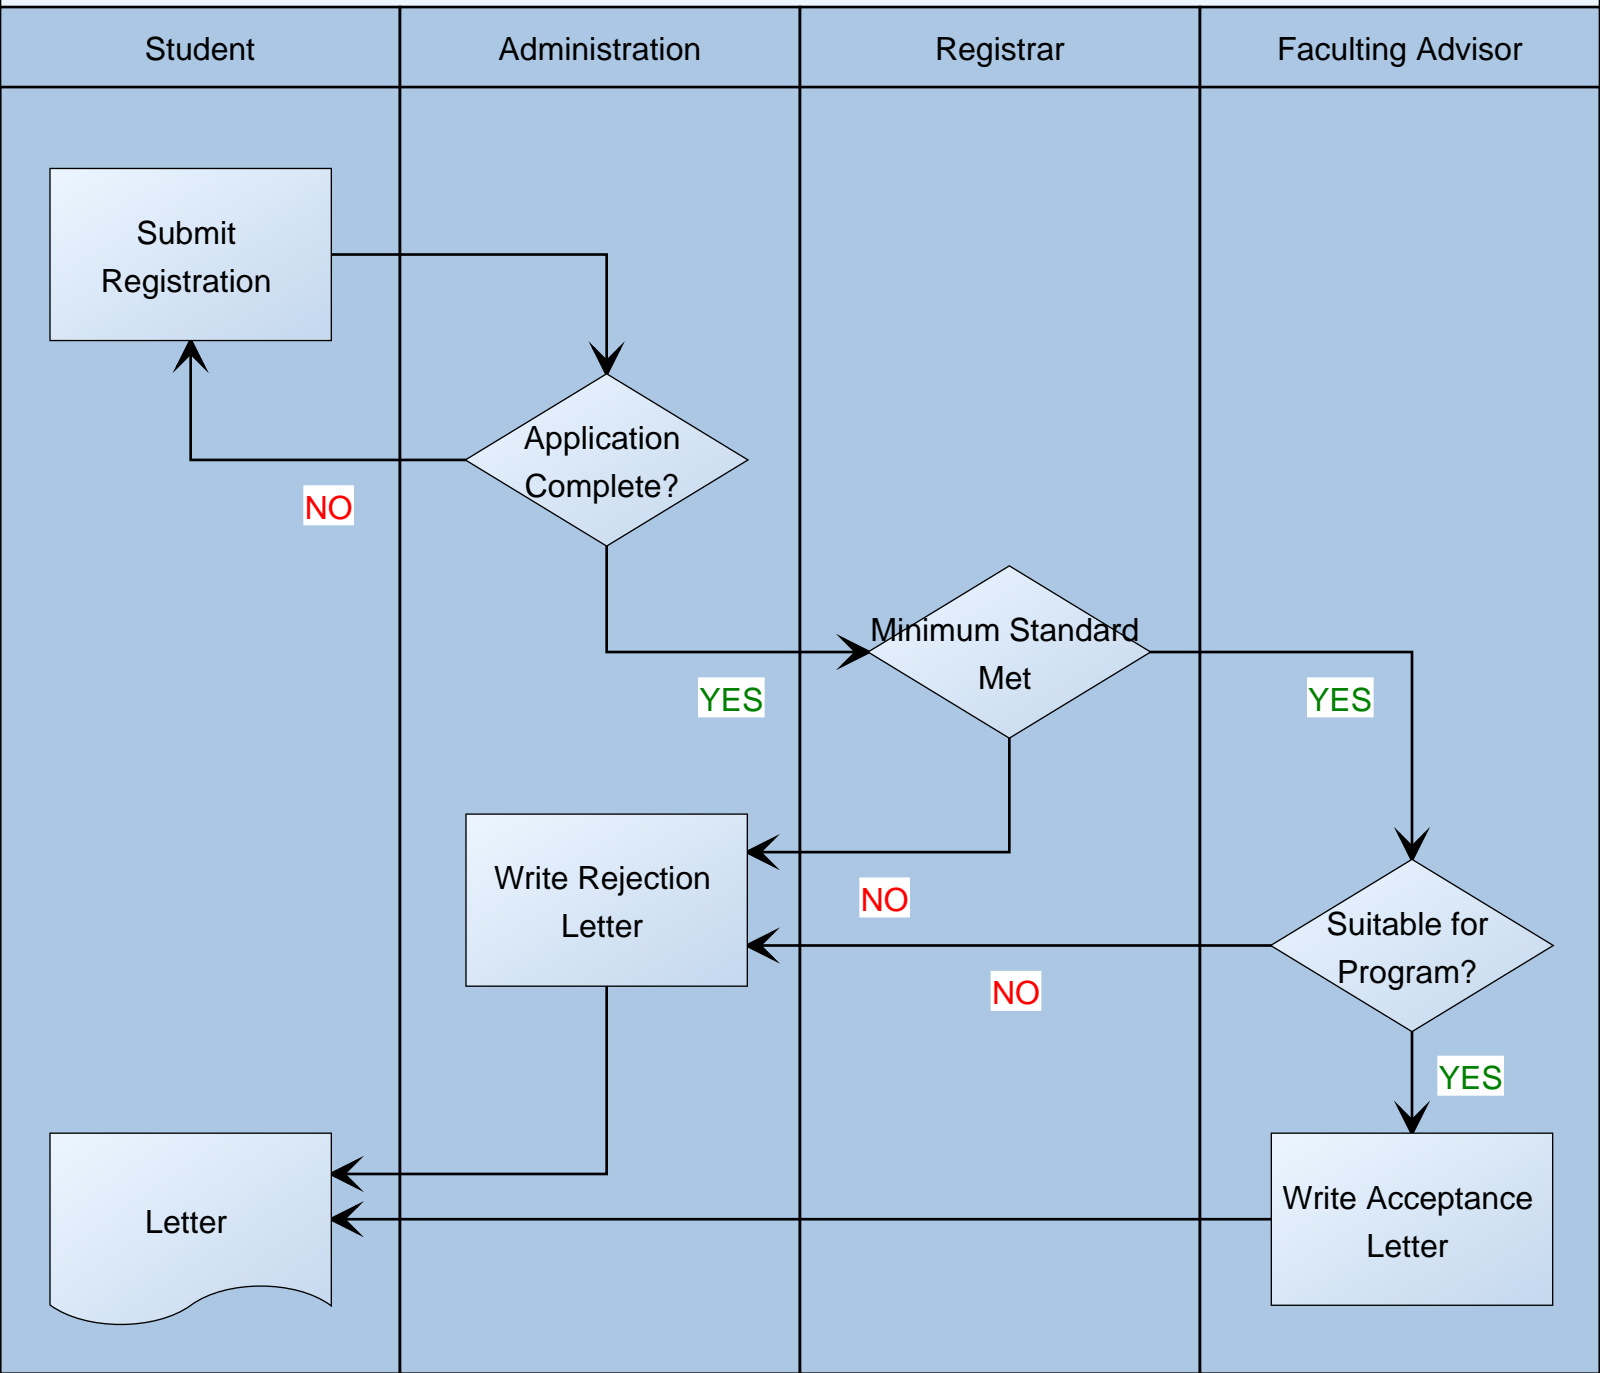 Student
Administration
Registrar
Faculting Advisor
Submit
Registration
Application
Complete?
NO
Minimum Standard
Met
YES
YES
Write Rejection
Letter
NO
Suitable for
Program?
NO
YES
Letter
Write Acceptance
Letter